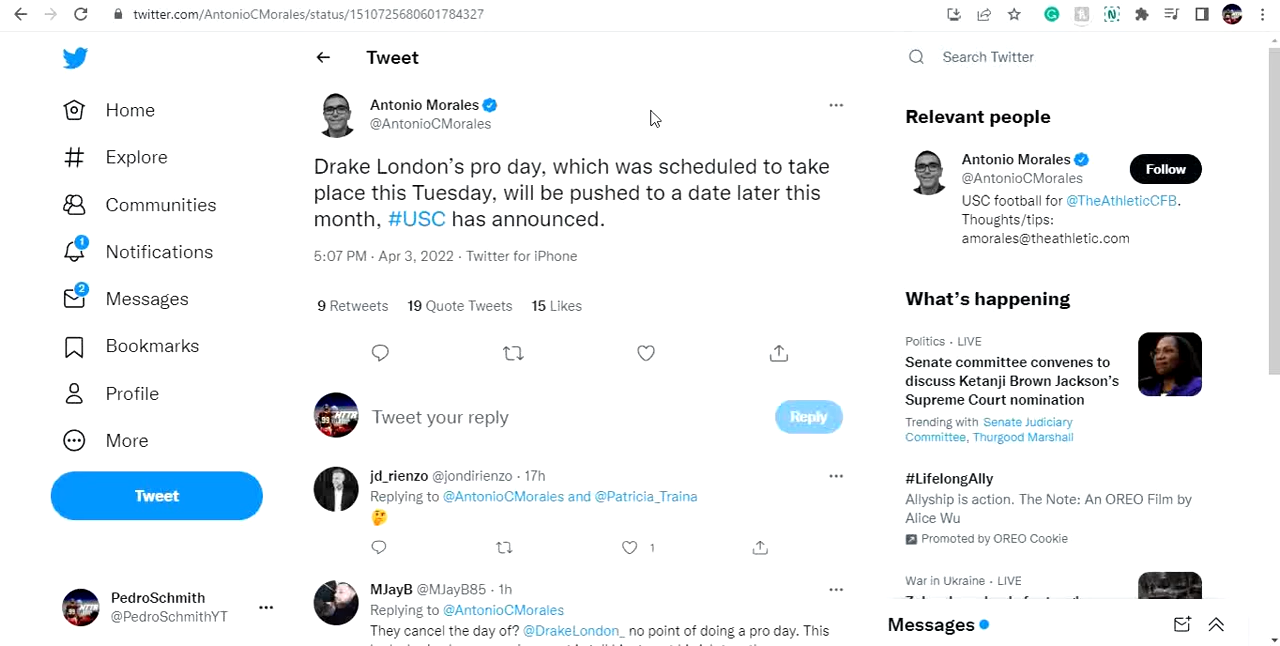 twitter.com/AntonioCMorales/status/1510725680601784327
Home
Explore
Communities
1
Notifications
2
Messages
Bookmarks
Profile
More
Tweet
PedroSchmith
@PedroSchmithYT
Tweet
Antonio Morales
@AntonioCMorales
Drake London's pro day, which was scheduled to take
place this Tuesday, will be pushed to a date later this
month, #USC has announced.
5:07 PM · Apr 3, 2022 · Twitter for iPhone
9 Retweets 19 Quote Tweets 15 Likes
Tweet your reply
Reply
jd_rienzo @jondirienzo · 17h
Replying to @AntonioCMorales and @Patricia_Traina
1
MJayB @MJayB85 · 1h
Replying to @AntonioCMorales
They cancel the day of? @DrakeLondon_ no point of doing a pro day. This
Search Twitter
Relevant people
Antonio Morales
@AntonioCMorales
Follow
USC football for @TheAthleticCFB.
Thoughts/tips:
amorales@theathletic.com
What's happening
Politics · LIVE
Senate committee convenes to
discuss Ketanji Brown Jackson's
Supreme Court nomination
Trending with Senate Judiciary
Committee, Thurgood Marshall
#LifelongAlly
Allyship is action. The Note: An OREO Film by
Alice Wu
Promoted by OREO Cookie
War in Ukraine · LIVE
Messages